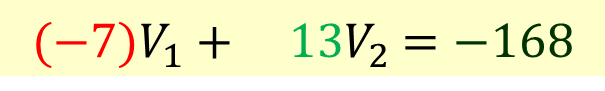 (−7)V₁ + 13V₂ = −168